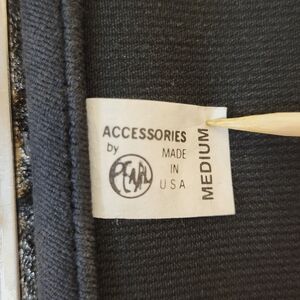 ACCESSORIES
by PEARL
MADE
IN
USA
MEDIUM